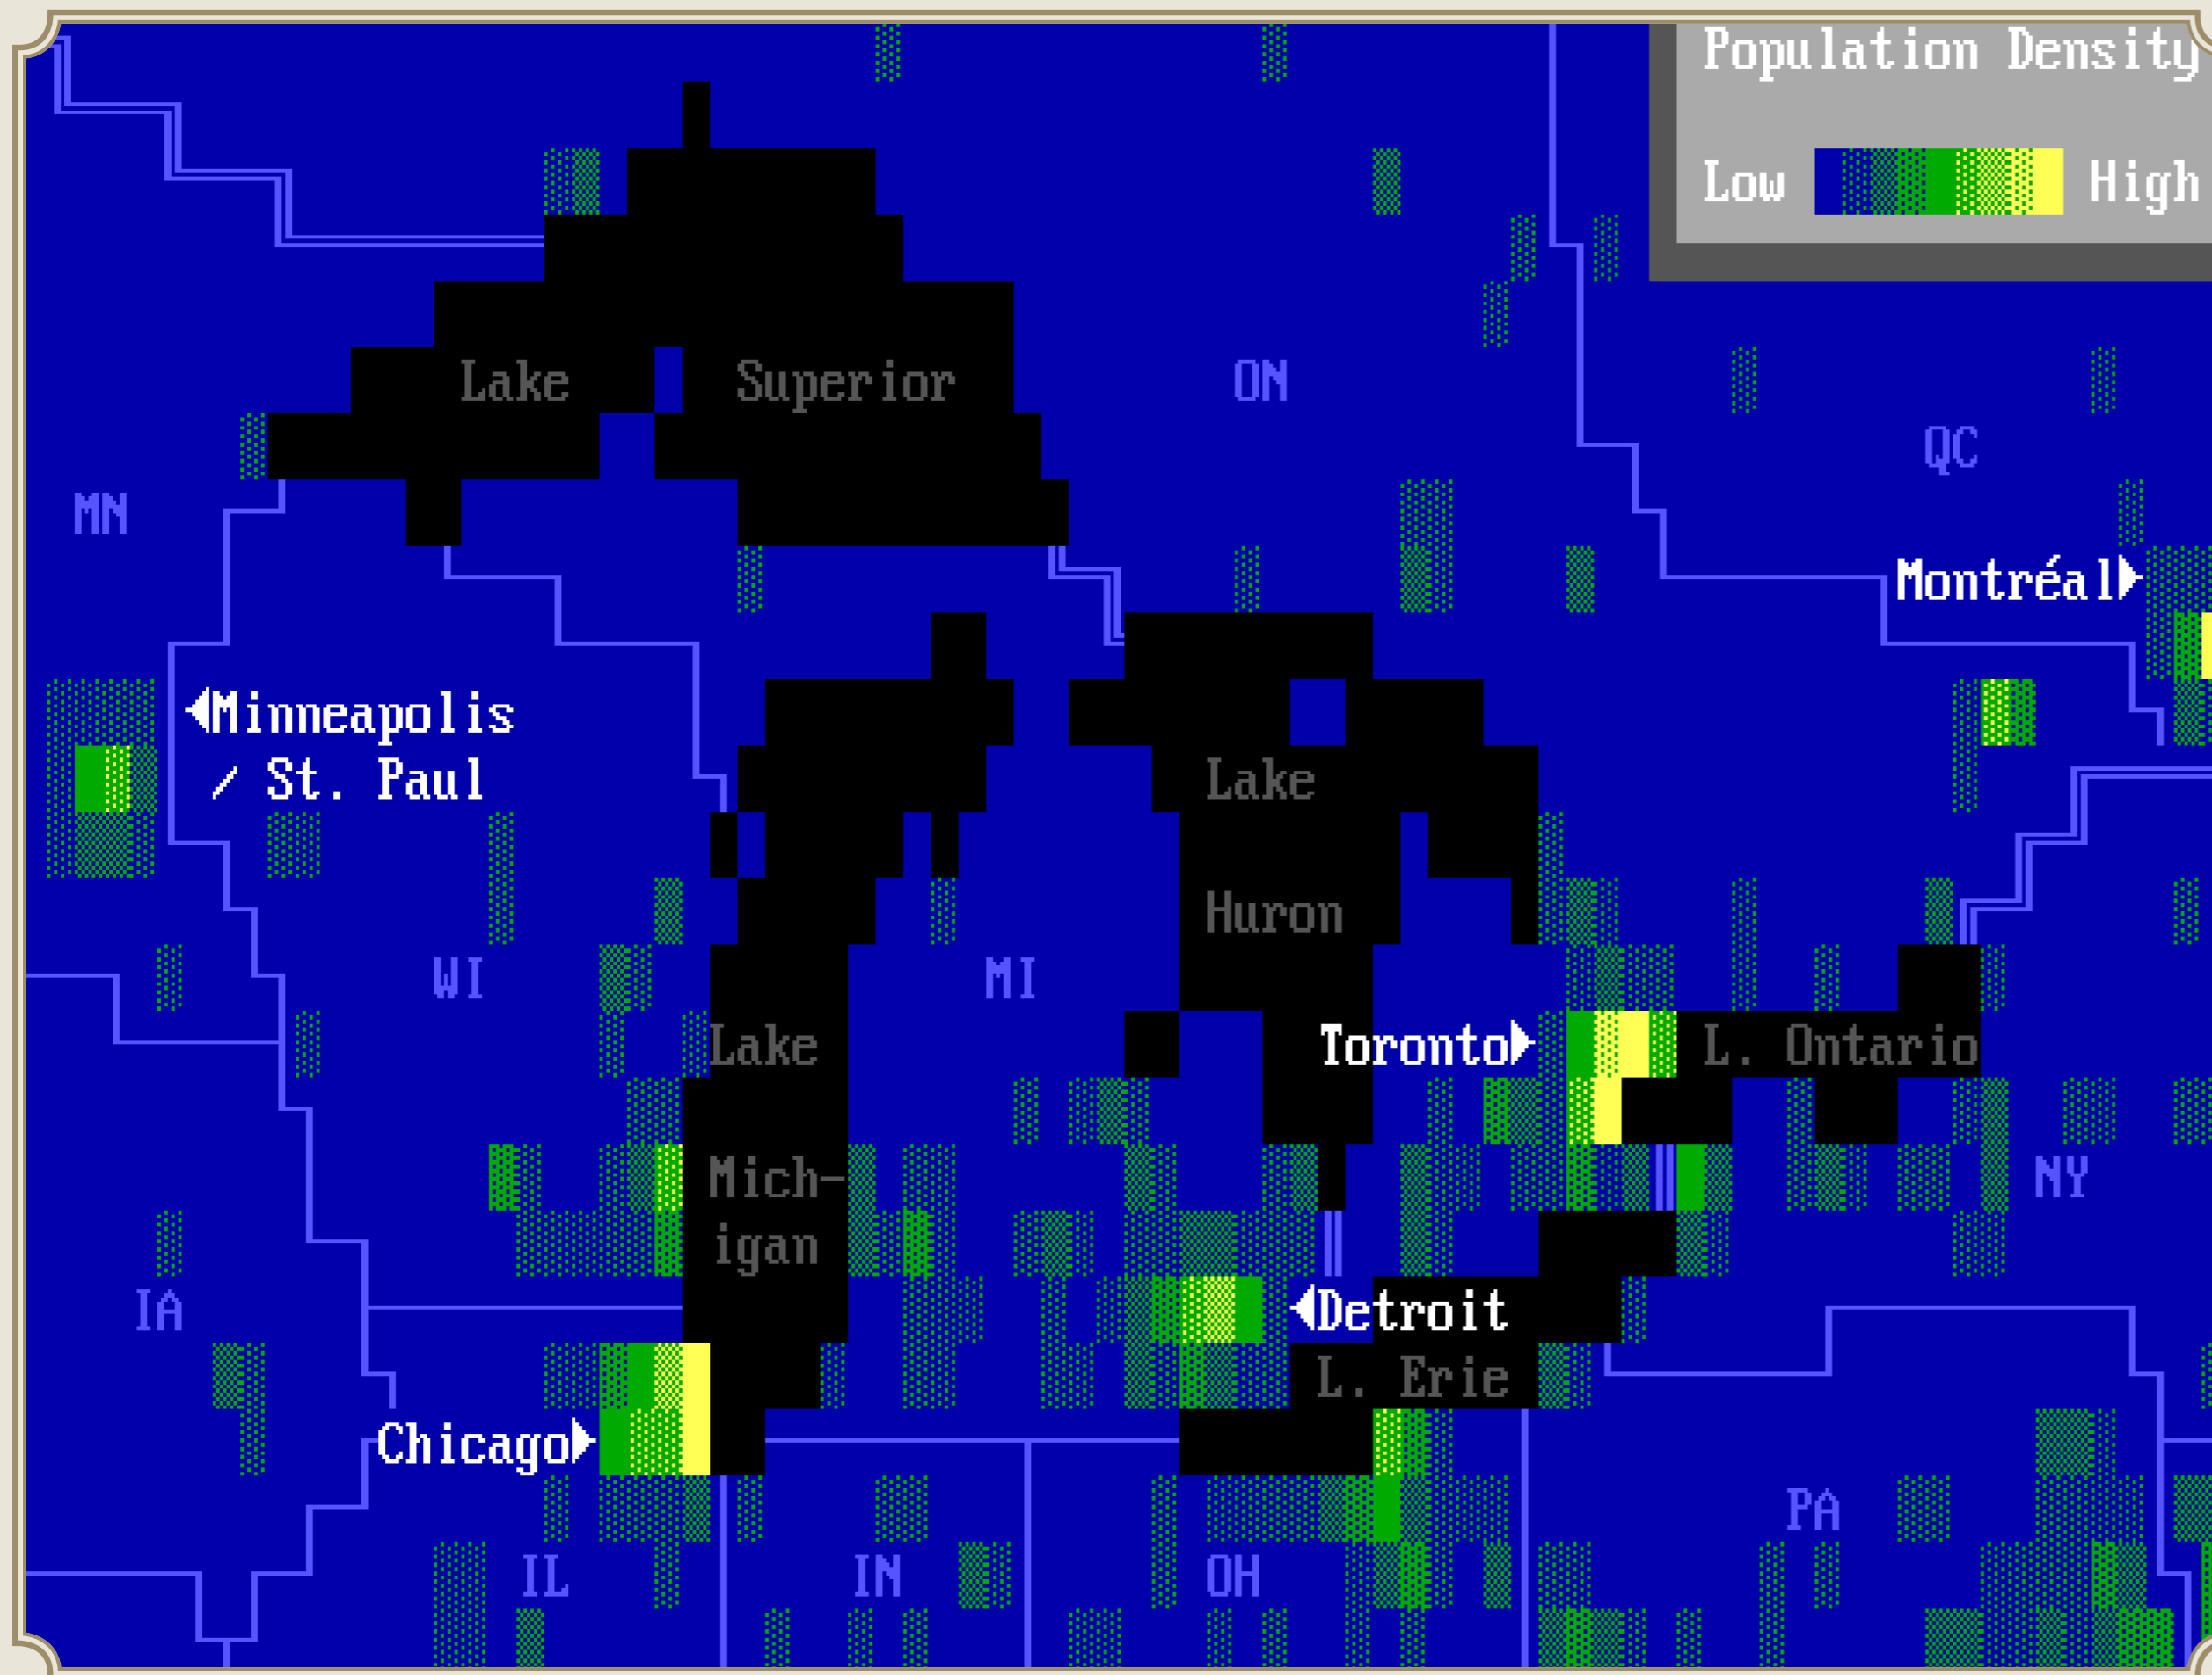 Population Density
Low High
Lake Superior
ON
QC
MN
Montréal
Minneapolis
/ St. Paul
Lake
Huron
WI
MI
Lake
Mich-
igan
Toronto
L. Ontario
NY
IA
Detroit
L. Erie
Chicago
PA
IL
IN
OH